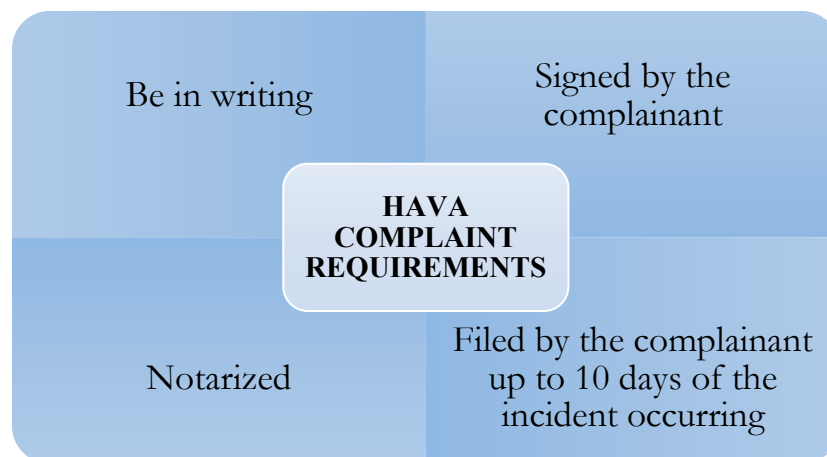 Be in writing
Signed by the
complainant
HAVA
COMPLAINT
REQUIREMENTS
Notarized
Filed by the complainant
up to 10 days of the
incident occurring